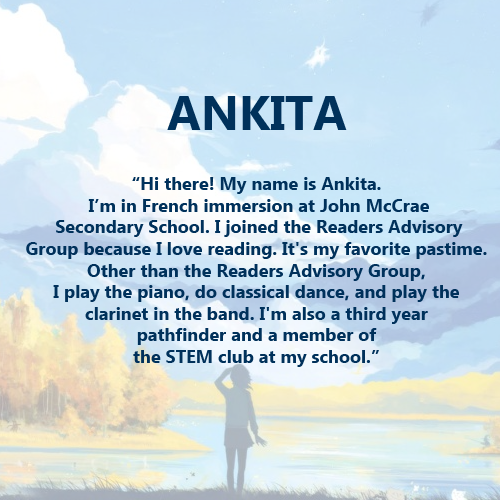 ANKITA
“Hi there! My name is Ankita.
I’m in French immersion at John McCrae
Secondary School. I joined the Readers Advisory
Group because I love reading. It's my favorite pastime.
Other than the Readers Advisory Group,
I play the piano, do classical dance, and play the
clarinet in the band. I'm also a third year
pathfinder and a member of
the STEM club at my school.”